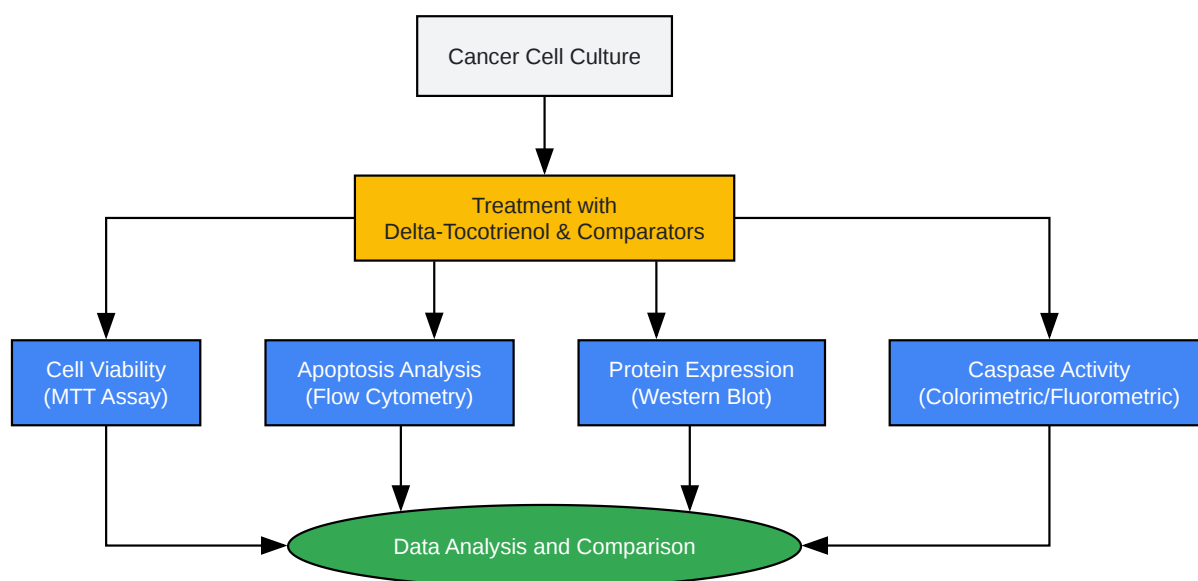 Cancer Cell Culture
Treatment with
Delta-Tocotrienol & Comparators
Cell Viability
(MTT Assay)
Apoptosis Analysis
(Flow Cytometry)
Protein Expression
(Western Blot)
Caspase Activity
(Colorimetric/Fluorometric)
Data Analysis and Comparison